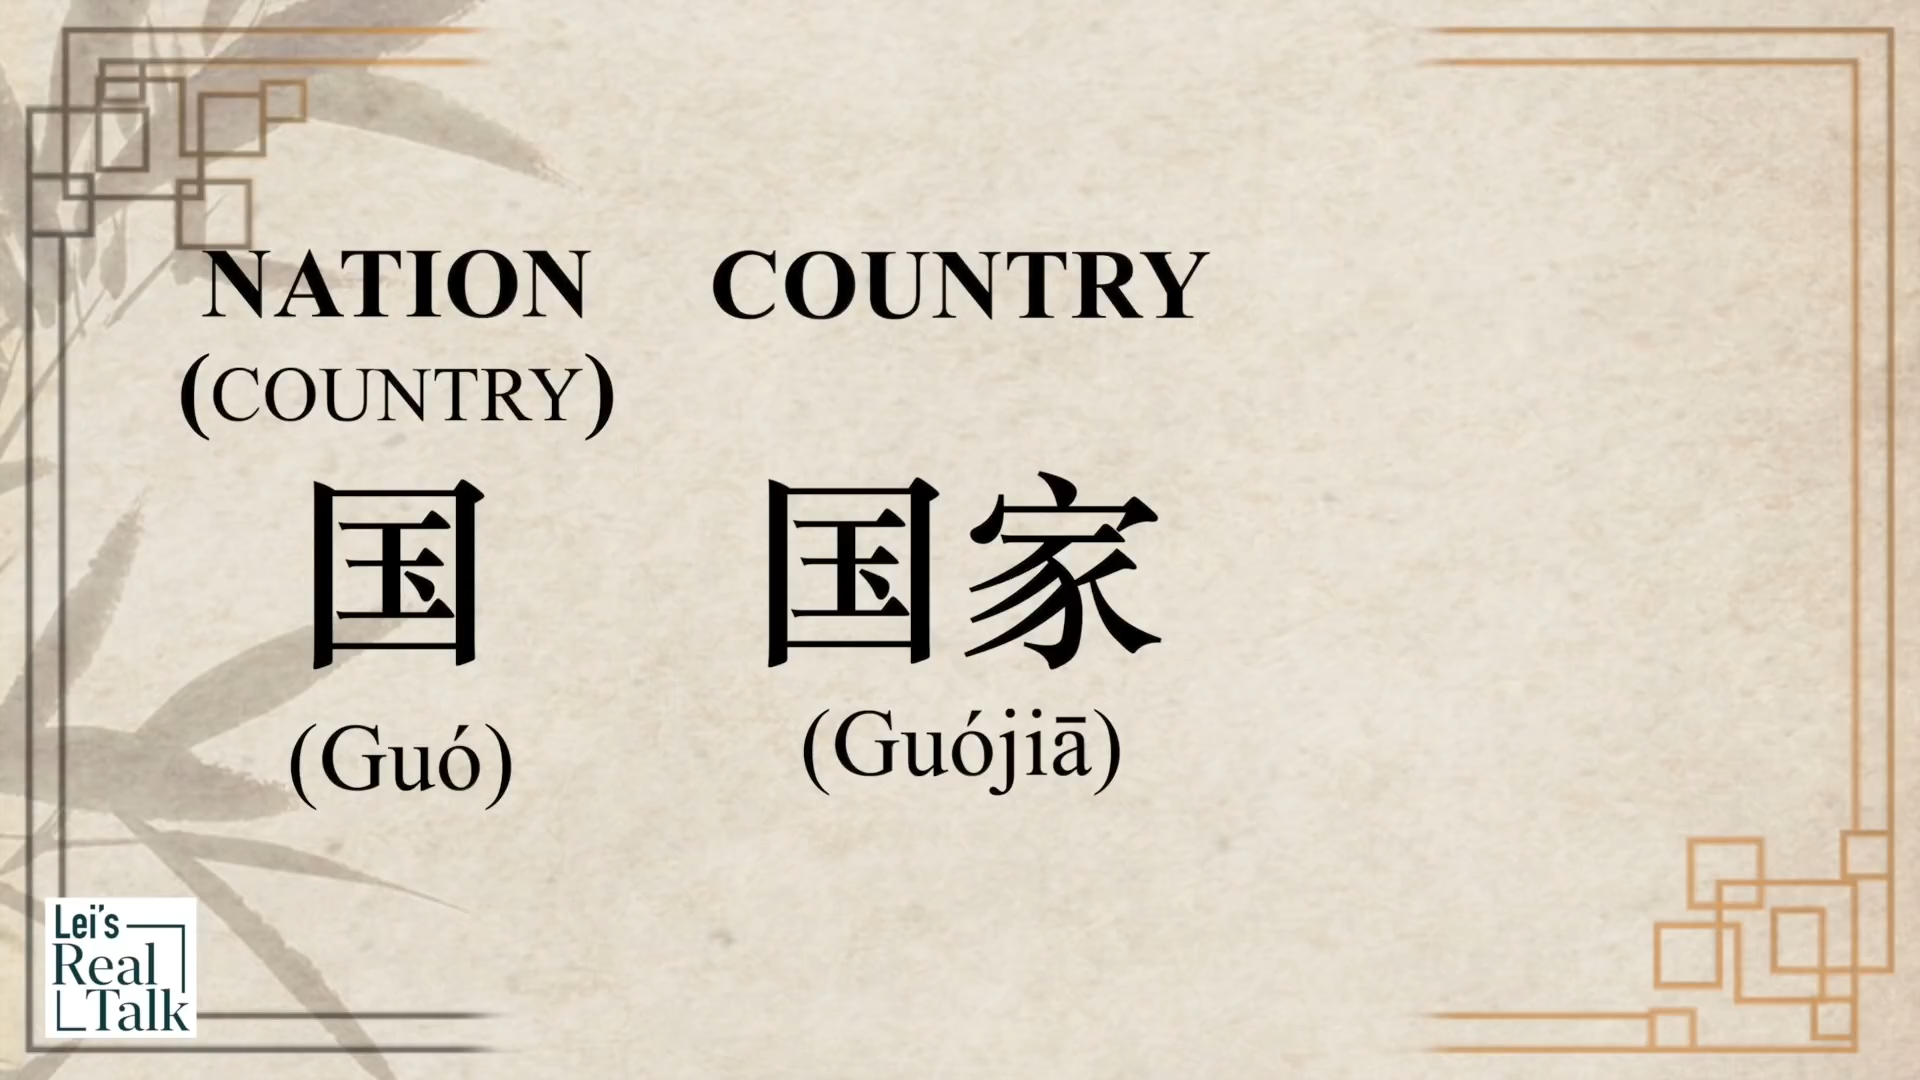 NATION
(COUNTRY)
国
(Guó)
COUNTRY
国家
(Guójiā)
Lei's
Real
Talk